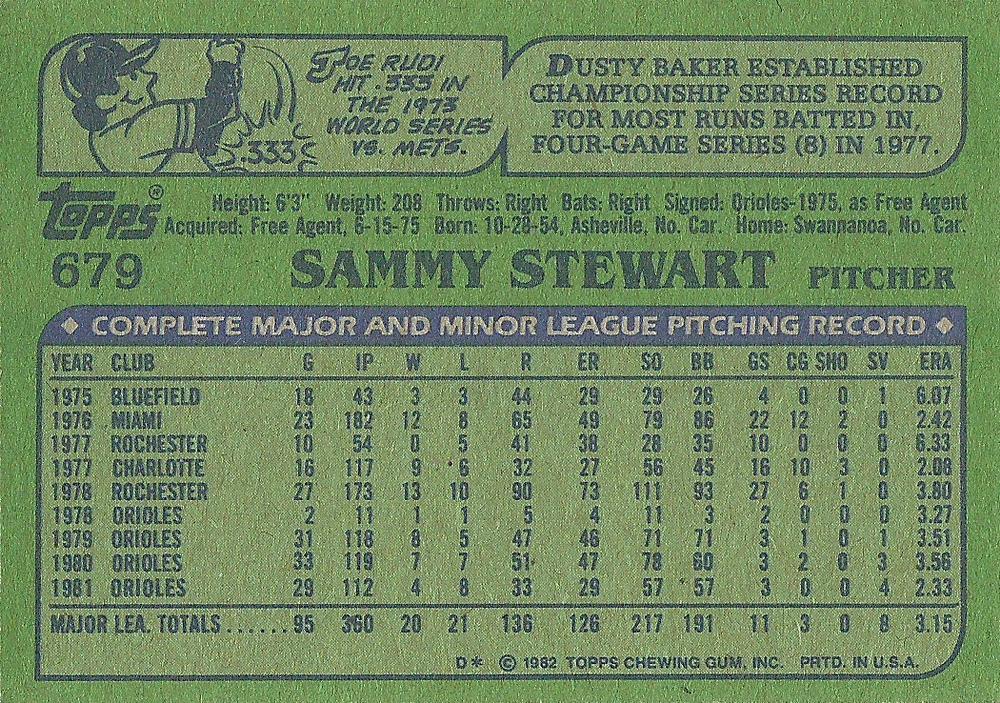 JOE RUDI
HIT .333 IN
THE 1973
WORLD SERIES
VS. METS.
.333
DUSTY BAKER ESTABLISHED
CHAMPIONSHIP SERIES RECORD
FOR MOST RUNS BATTED IN,
FOUR-GAME SERIES (8) IN 1977.
topps®
Height: 6'3" Weight: 208 Throws: Right Bats: Right Signed: Orioles-1975, as Free Agent
Acquired: Free Agent, 6-15-75 Born: 10-28-54, Asheville, No. Car. Home: Swannanoa, No. Car.
679 SAMMY STEWART PITCHER
◆ COMPLETE MAJOR AND MINOR LEAGUE PITCHING RECORD ◆
YEAR CLUB G IP W L R ER SO BB GS CG SHO SV ERA
1975 BLUEFIELD 18 43 3 3 44 29 29 26 4 0 0 1 6.07
1976 MIAMI 23 182 12 8 65 49 79 86 22 12 2 0 2.42
1977 ROCHESTER 10 54 0 5 41 38 28 35 10 0 0 0 6.33
1977 CHARLOTTE 16 117 9 6 32 27 56 45 16 10 3 0 2.08
1978 ROCHESTER 27 173 13 10 90 73 111 93 27 6 1 0 3.80
1978 ORIOLES 2 11 1 1 5 4 11 3 2 0 0 0 3.27
1979 ORIOLES 31 118 8 5 47 46 71 71 3 1 0 1 3.51
1980 ORIOLES 33 119 7 7 51 47 78 60 3 2 0 3 3.56
1981 ORIOLES 29 112 4 8 33 29 57 57 3 0 0 4 2.33
MAJOR LEA. TOTALS......95 360 20 21 136 126 217 191 11 3 0 8 3.15
D* © 1982 TOPPS CHEWING GUM, INC. PRTD. IN U.S.A.